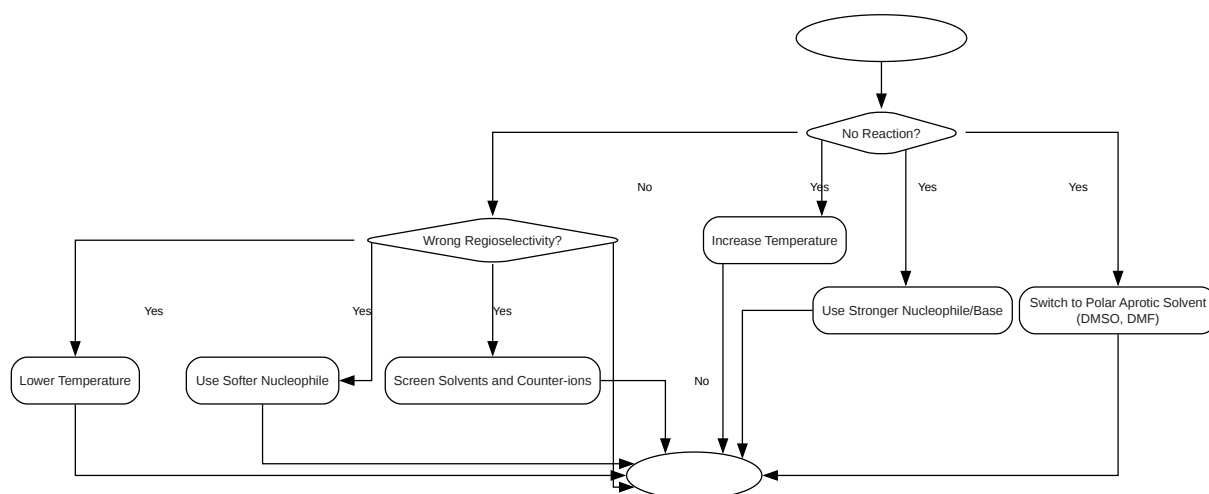 No Reaction?
No
Yes
Yes
Yes
Increase Temperature
Wrong Regioselectivity?
Use Stronger Nucleophile/Base
Switch to Polar Aprotic Solvent
(DMSO, DMF)
Yes
Yes
Yes
No
Lower Temperature
Use Softer Nucleophile
Screen Solvents and Counter-ions